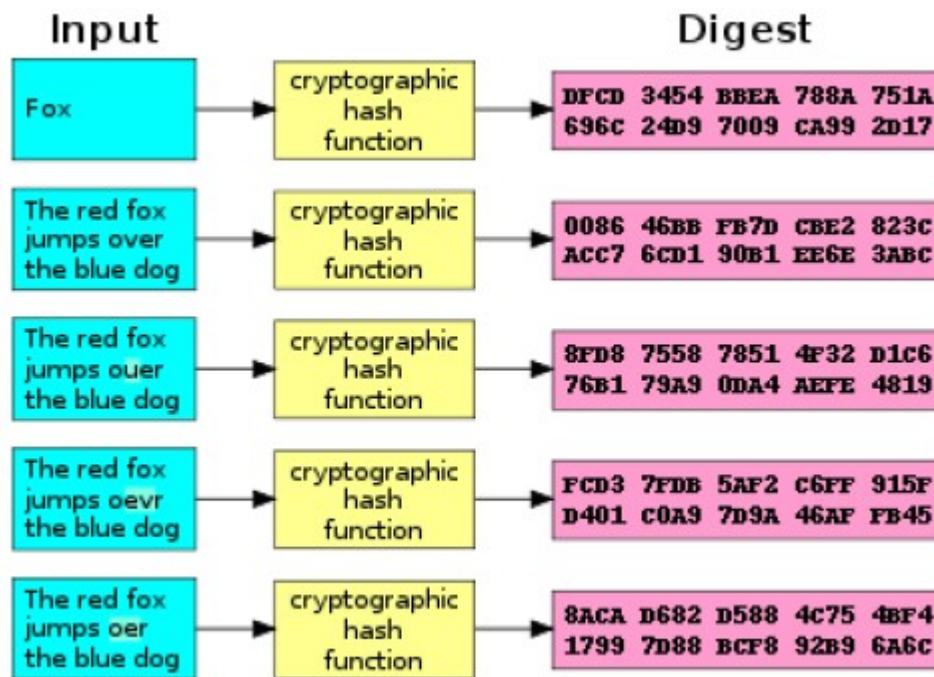 Input
Digest
Fox
cryptographic
hash
function
DFCD 3454 BBEA 788A 751A
696C 24D9 7009 CA99 2D17
The red fox
jumps over
the blue dog
cryptographic
hash
function
0086 46BB FB7D CBE2 823C
ACC7 6CD1 90B1 EE6E 3ABC
The red fox
jumps ouer
the blue dog
cryptographic
hash
function
8FD8 7558 7851 4F32 D1C6
76B1 79A9 0DA4 AEFE 4819
The red fox
jumps oevr
the blue dog
cryptographic
hash
function
FCD3 7FDB 5AF2 C6FF 915F
D401 C0A9 7D9A 46AF FB45
The red fox
jumps oer
the blue dog
cryptographic
hash
function
8ACA D682 D588 4C75 4BF4
1799 7D88 BCF8 92B9 6A6C